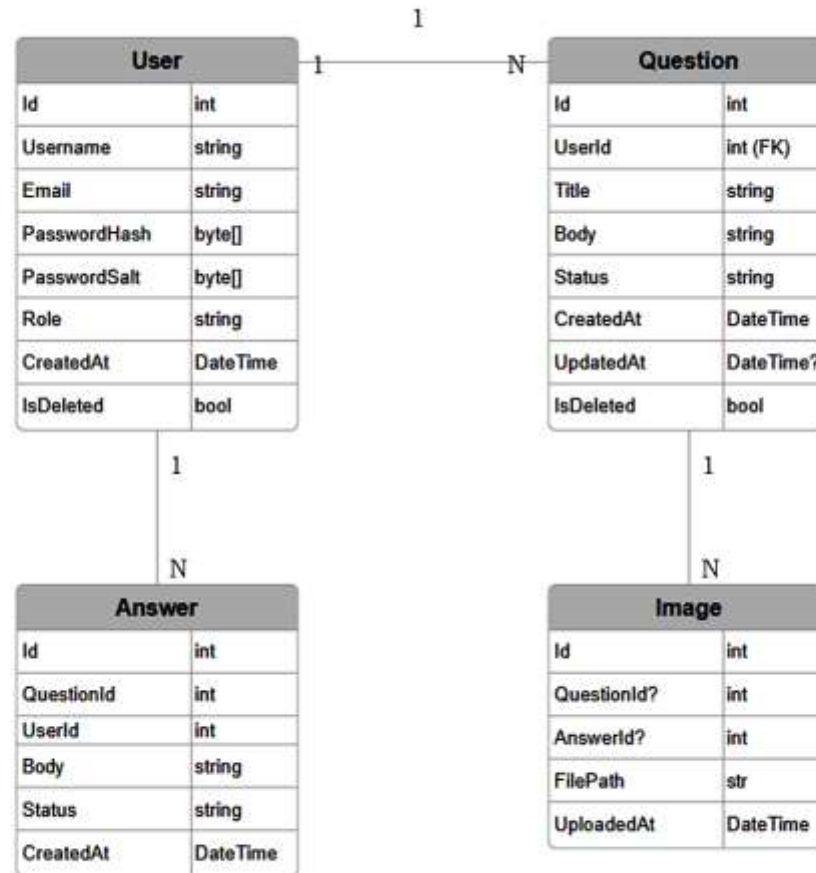 1
User
1
N
Question
Id int
Username string
Email string
PasswordHash byte[]
PasswordSalt byte[]
Role string
CreatedAt DateTime
IsDeleted bool
Id int
UserId int (FK)
Title string
Body string
Status string
CreatedAt DateTime
UpdatedAt DateTime?
IsDeleted bool
1
N
1
N
Answer
Id int
QuestionId int
UserId int
Body string
Status string
CreatedAt DateTime
Image
Id int
QuestionId? int
AnswerId? int
FilePath str
UploadedAt DateTime